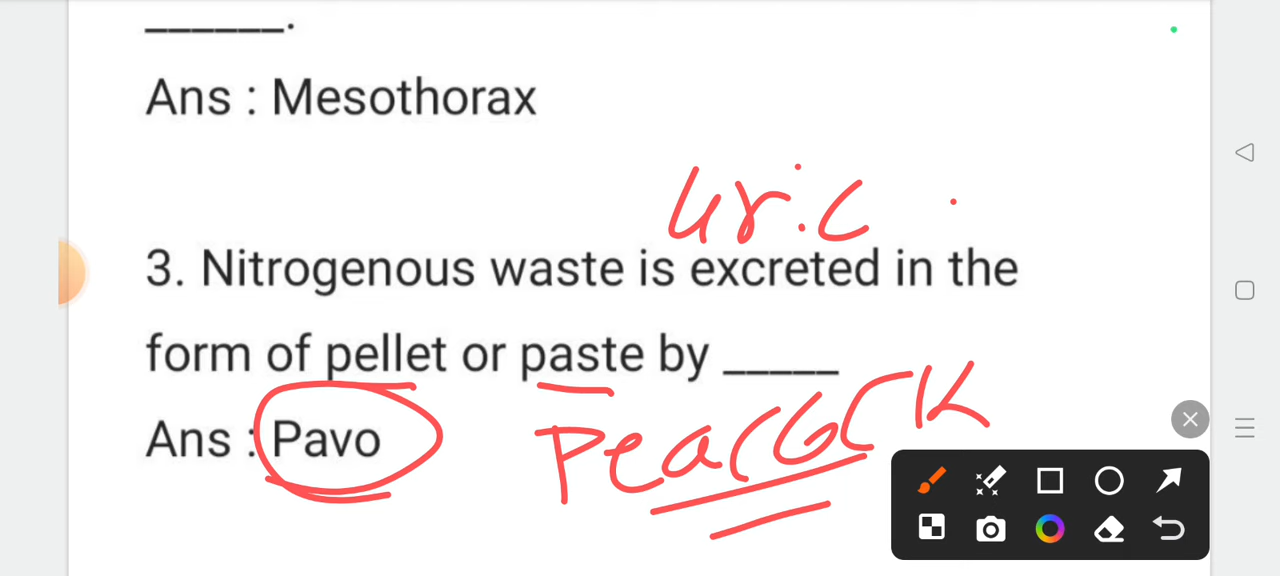 ______.
Ans : Mesothorax
uric
3. Nitrogenous waste is excreted in the
form of pellet or paste by _____
Ans : Pavo
Peacock